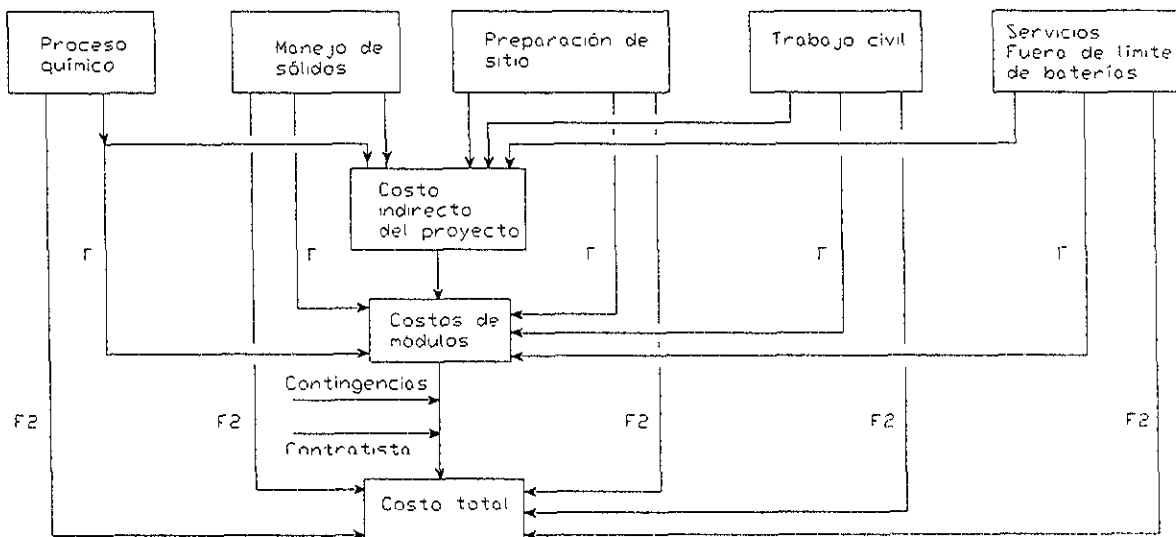 Proceso
químico
Manejo de
sólidos
Preparación de
sitio
Trabajo civil
Servicios
Fuera de límite
de baterías
Costo
indirecto
del proyecto
Γ
Γ
Γ
Γ
Γ
Costos de
módulos
Contingencias
F2
F2
F2
F2
F2
Contratista
Costo total